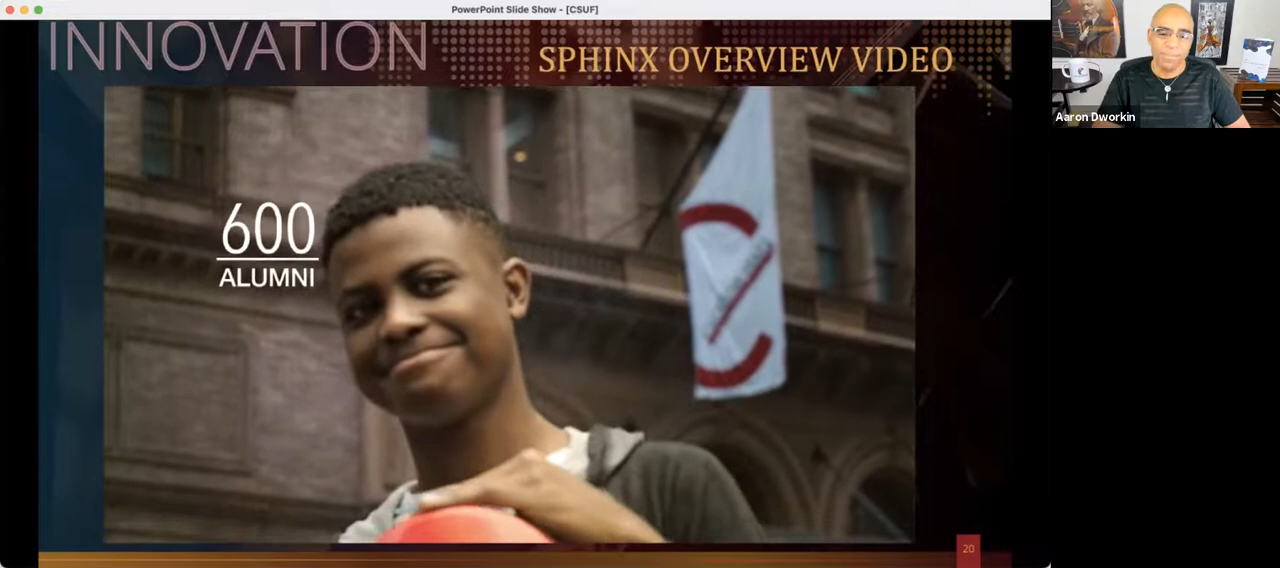 PowerPoint Slide Show - [CSUF]
INNOVATION
SPHINX OVERVIEW VIDEO
600
ALUMNI
20
Aaron Dworkin